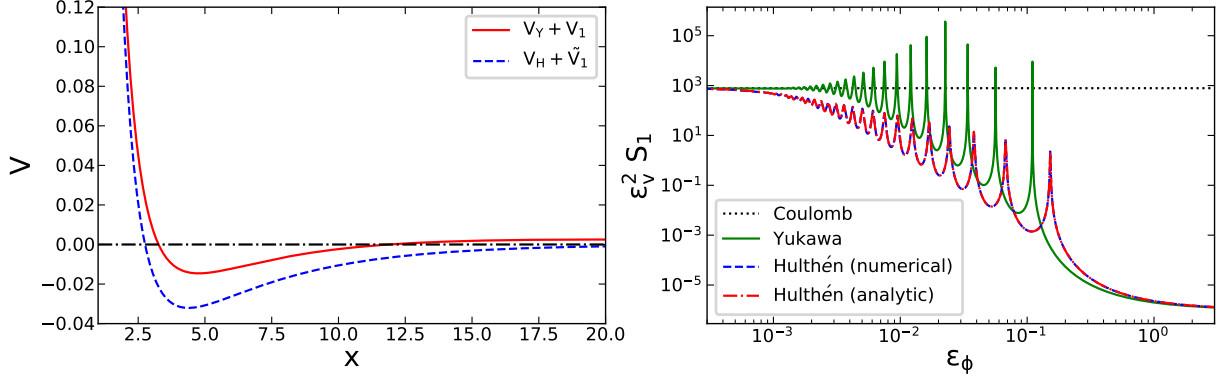 0.12
0.10
0.08
0.06
0.04
0.02
0.00
−0.02
−0.04
V
2.5 5.0 7.5 10.0 12.5 15.0 17.5 20.0
x
V_Y + V_1
V_H + Ṽ_1
10^5
10^3
10^1
10^−1
10^−3
10^−5
ε_v^2 S_1
Coulomb
Yukawa
Hulthén (numerical)
Hulthén (analytic)
10^−3 10^−2 10^−1 10^0
ε_ϕ